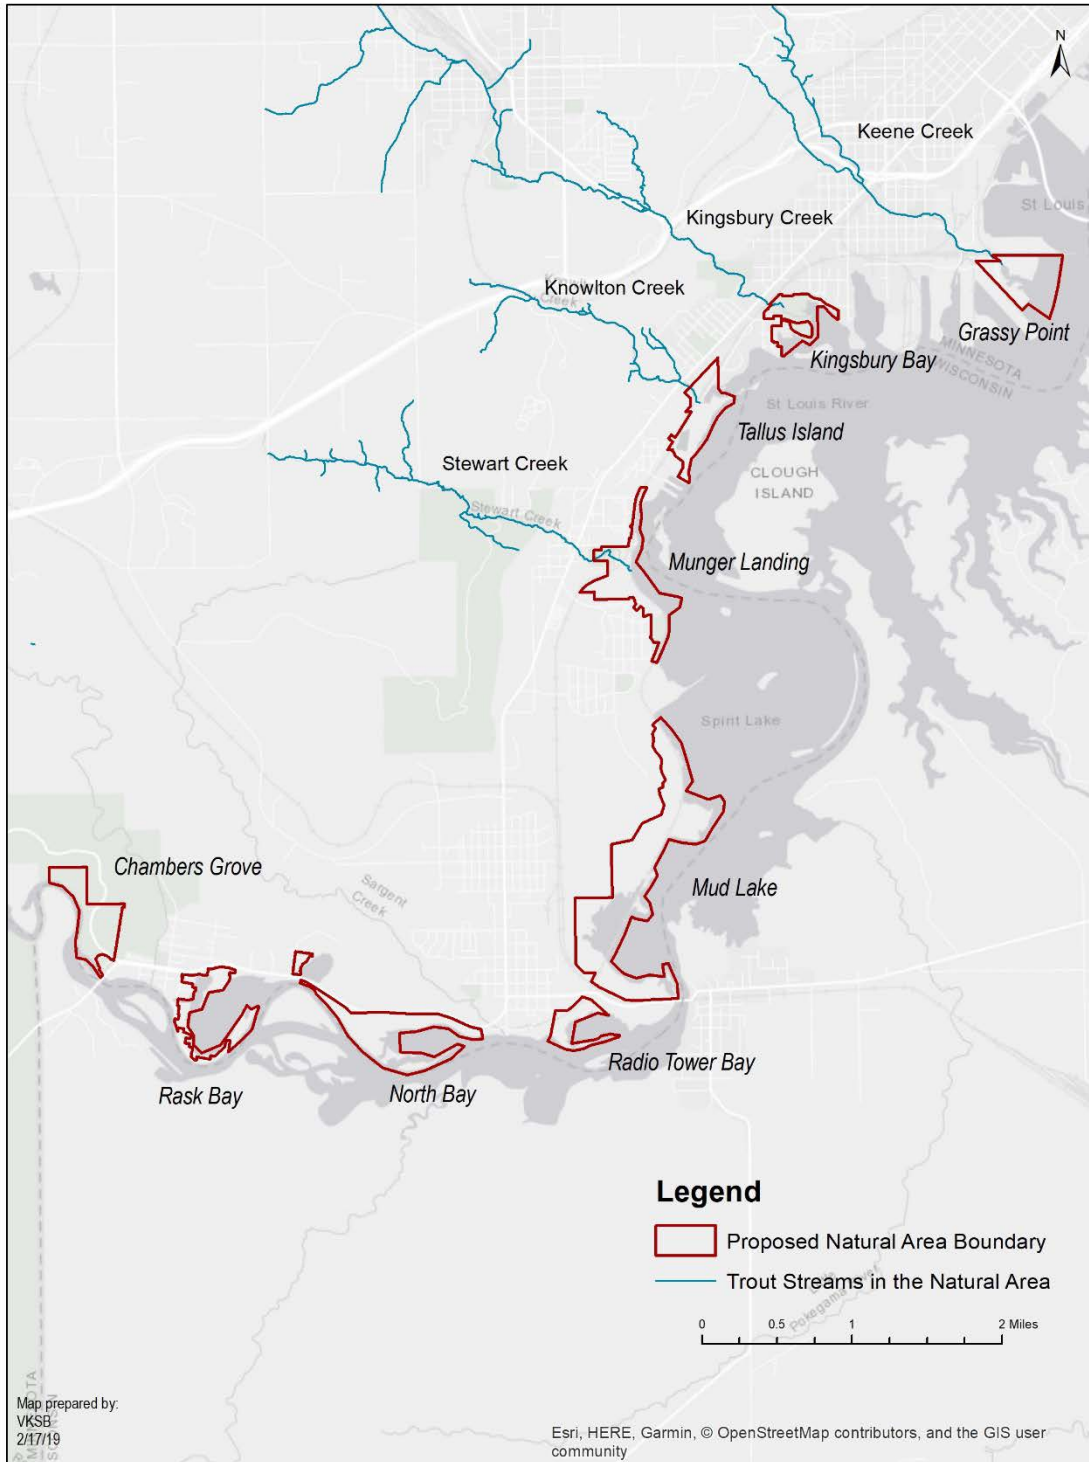 N
Keene Creek
St Louis
Kingsbury Creek
Knowlton Creek
Creek
Grassy Point
MINNESOTA
WISCONSIN
Kingsbury Bay
St Louis River
Tallus Island
CLOUGH
ISLAND
Stewart Creek
Stewart Creek
Munger Landing
Spirit Lake
Chambers Grove
Mud Lake
Sargent
Creek
Radio Tower Bay
Rask Bay
North Bay
Legend
Proposed Natural Area Boundary
Trout Streams in the Natural Area
Pokegama River
0 0.5 1 2 Miles
Map prepared by:
VKSB
2/17/19
Esri, HERE, Garmin, © OpenStreetMap contributors, and the GIS user
community